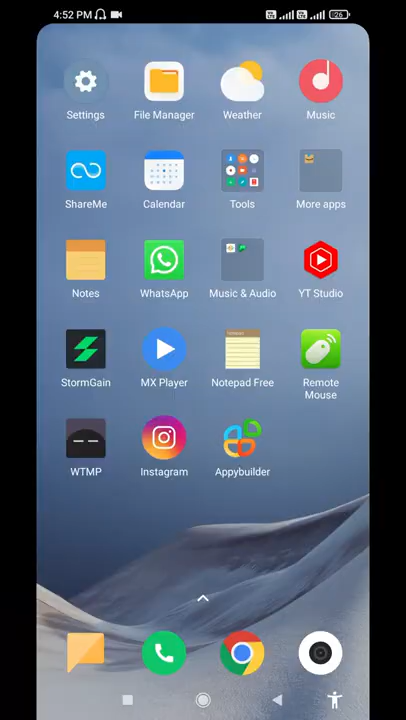 4:52 PM
26
Settings
File Manager
Weather
Music
ShareMe
Calendar
Tools
More apps
Notes
WhatsApp
Music & Audio
YT Studio
StormGain
MX Player
Notepad Free
Remote
Mouse
WTMP
Instagram
Appybuilder